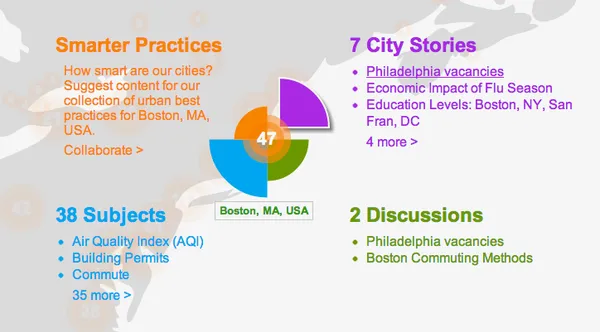 Smarter Practices
How smart are our cities?
Suggest content for our
collection of urban best
practices for Boston, MA,
USA.
Collaborate >
7 City Stories
Philadelphia vacancies
Economic Impact of Flu Season
Education Levels: Boston, NY, San
Fran, DC
4 more >
47
Boston, MA, USA
38 Subjects
Air Quality Index (AQI)
Building Permits
Commute
35 more >
2 Discussions
Philadelphia vacancies
Boston Commuting Methods